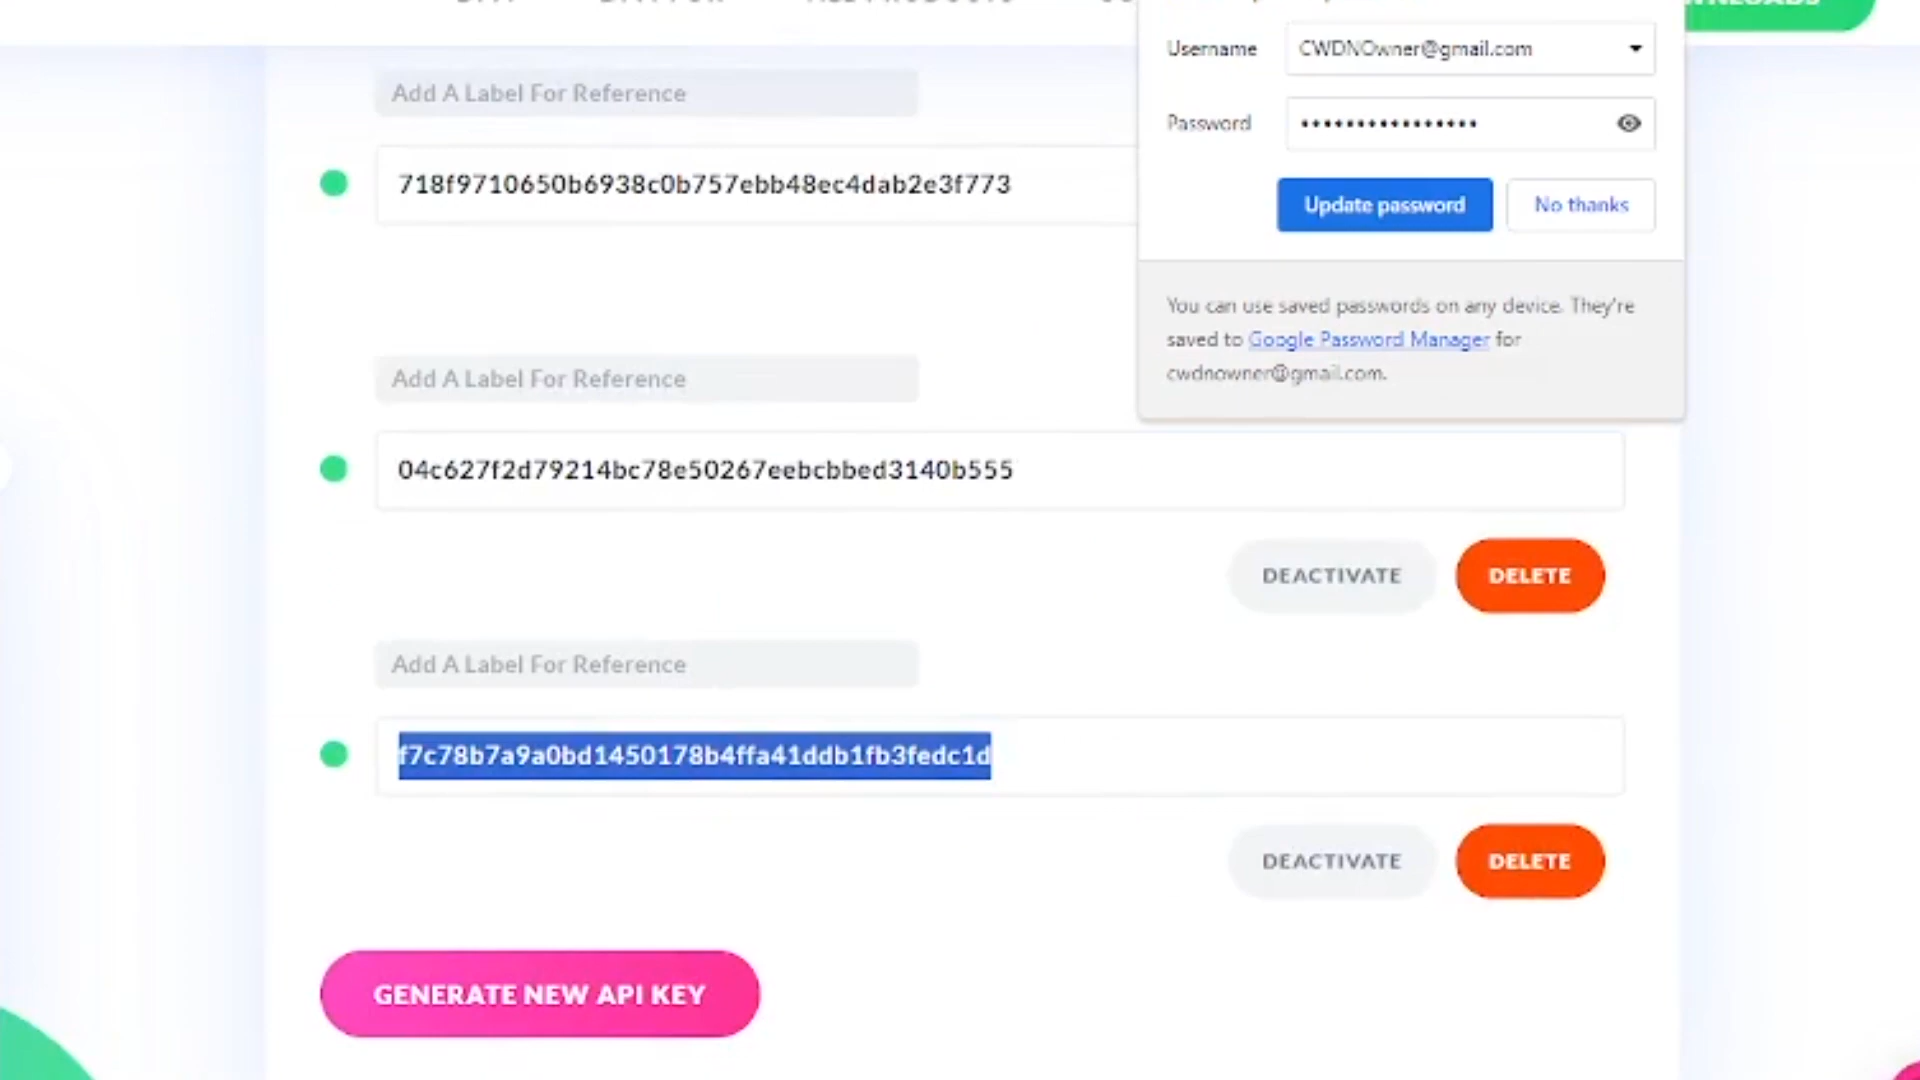 Username CWDNOwner@gmail.com
Add A Label For Reference
Password ••••••••••••••••
718f9710650b6938c0b757ebb48ec4dab2e3f773
Update password No thanks
You can use saved passwords on any device. They're
saved to Google Password Manager for
cwdnowner@gmail.com.
Add A Label For Reference
04c627f2d79214bc78e50267eebcbbed3140b555
DEACTIVATE DELETE
Add A Label For Reference
f7c78b7a9a0bd1450178b4ffa41ddb1fb3fedc1d
DEACTIVATE DELETE
GENERATE NEW API KEY